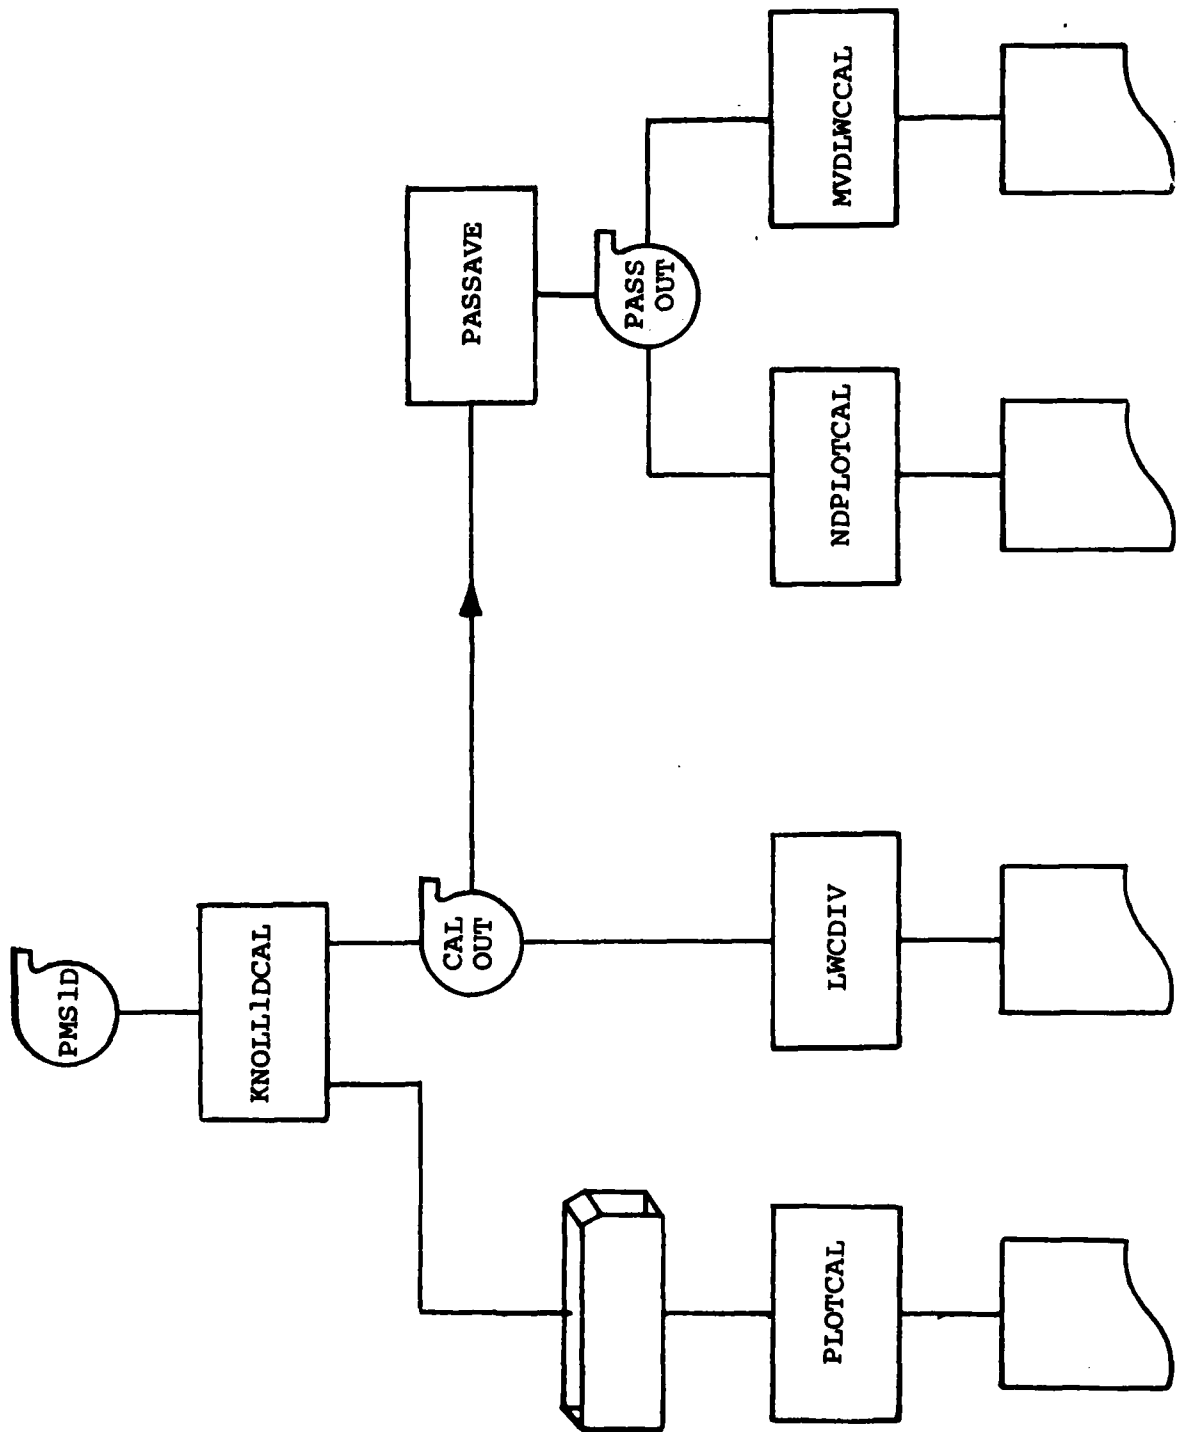 PMS1D
KNOLL1DCAL
CAL
OUT
PASSAVE
PASS
OUT
PLOTCAL
LWCDIV
NDPLOTCAL
MVDLWCCAL